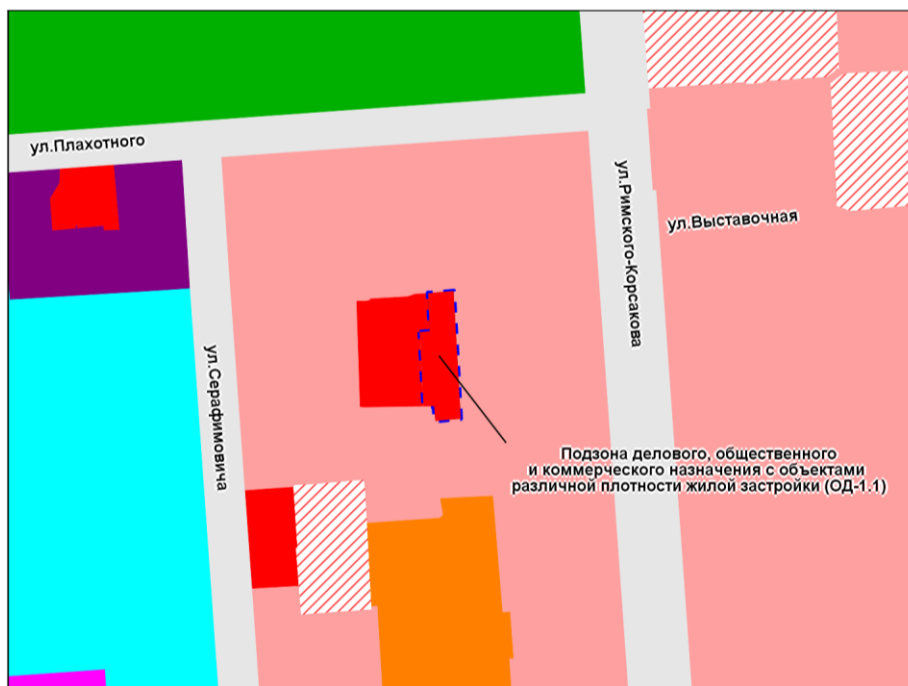 ул.Плахотного
ул.Римского-Корсакова
ул.Выставочная
ул.Серафимовича
Подзона делового, общественного
и коммерческого назначения с объектами
различной плотности жилой застройки (ОД-1.1)